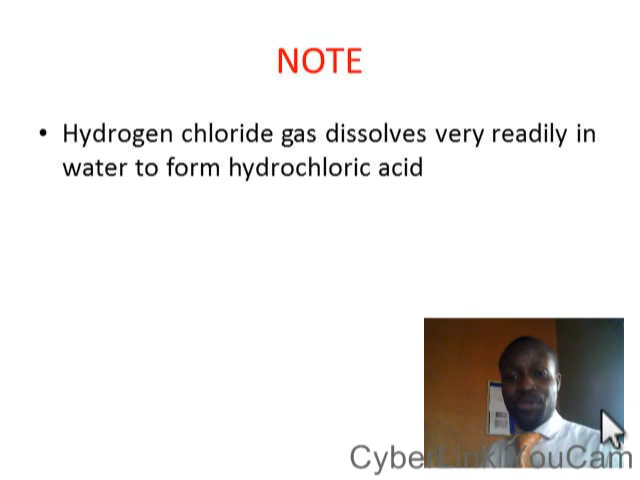 NOTE
• Hydrogen chloride gas dissolves very readily in
water to form hydrochloric acid
CyberLink YouCam